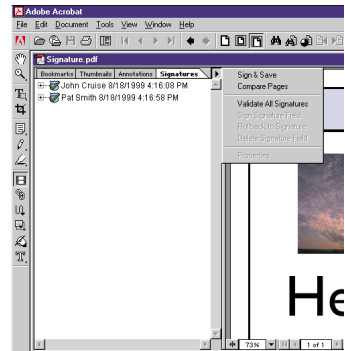 Adobe Acrobat
File Edit Document Tools View Window Help
Signature.pdf
Bookmarks Thumbnails Annotations Signatures
John Cruise 8/18/1999 4:16:08 PM
Pat Smith 8/18/1999 4:16:58 PM
Sign & Save
Compare Pages
Validate All Signatures
Sign Signature Field
Rollback to Signature
Delete Signature Field
Properties
He
73% 1 of 1